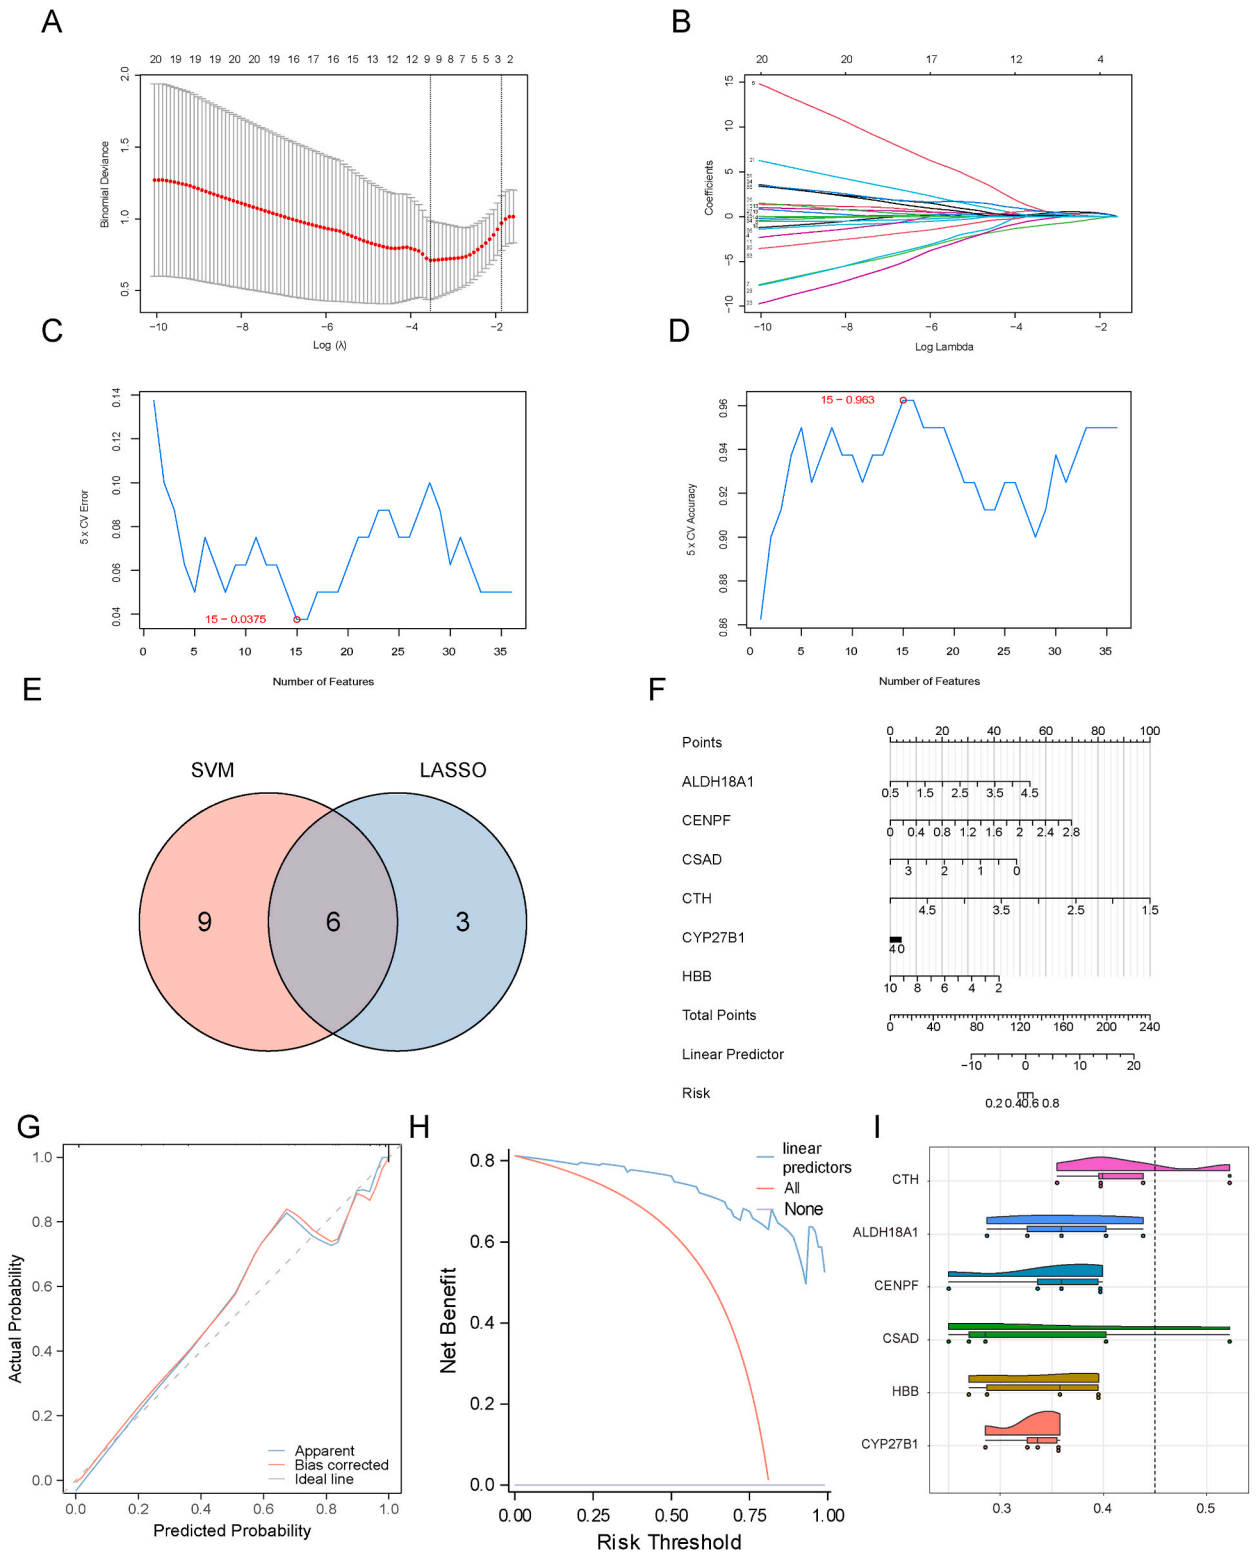 A
20 19 19 19 20 20 19 16 17 16 15 13 12 12 9 9 8 7 5 5 3 2
2.0
1.5
1.0
0.5
Binomial Deviance
−10 −8 −6 −4 −2
Log (λ)
B
20 20 17 12 4
15
10
5
0
−5
−10
Coefficients
−10 −8 −6 −4 −2
Log Lambda
C
0.14
0.12
0.10
0.08
0.06
0.04
5 x CV Error
15 − 0.0375
0 5 10 15 20 25 30 35
Number of Features
D
0.96
0.94
0.92
0.90
0.88
0.86
5 x CV Accuracy
15 − 0.963
0 5 10 15 20 25 30 35
Number of Features
E
SVM LASSO
9 6 3
F
0 20 40 60 80 100
Points
ALDH18A1
0.5 1.5 2.5 3.5 4.5
CENPF
0 0.4 0.8 1.2 1.6 2 2.4 2.8
CSAD
3 2 1 0
CTH
4.5 3.5 2.5 1.5
CYP27B1
4 0
HBB
10 8 6 4 2
Total Points
0 40 80 120 160 200 240
Linear Predictor
−10 0 10 20
Risk
0.2 0.4 0.6 0.8
G
1.0
0.8
0.6
0.4
0.2
0.0
Actual Probability
Apparent
Bias corrected
Ideal line
0.0 0.2 0.4 0.6 0.8 1.0
Predicted Probability
H
0.8
0.6
0.4
0.2
0.0
Net Benefit
linear
predictors
All
None
0.00 0.25 0.50 0.75 1.00
Risk Threshold
I
CTH
ALDH18A1
CENPF
CSAD
HBB
CYP27B1
0.3 0.4 0.5